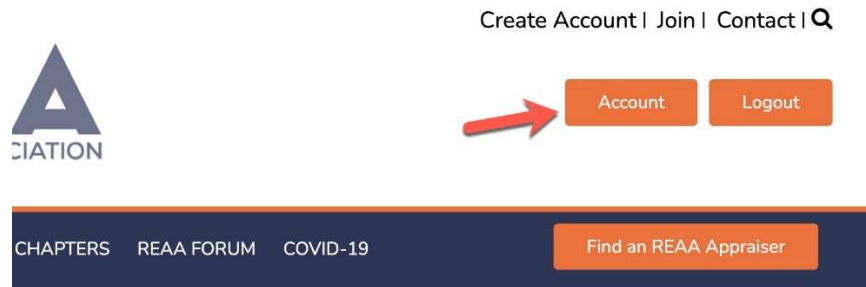 Create Account | Join | Contact |
Account Logout
A
CIATION
CHAPTERS REAA FORUM COVID-19 Find an REAA Appraiser